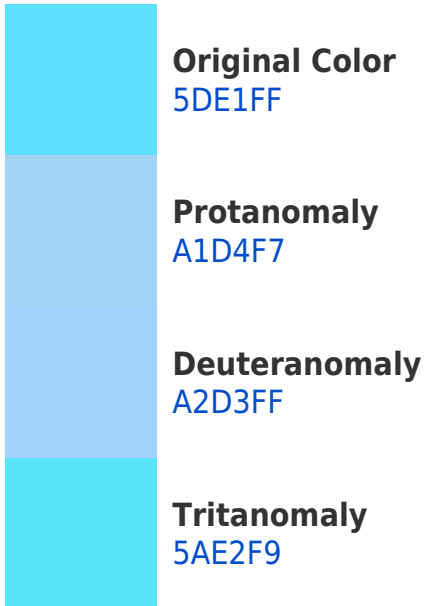 Original Color
5DE1FF
Protanomaly
A1D4F7
Deuteranomaly
A2D3FF
Tritanomaly
5AE2F9